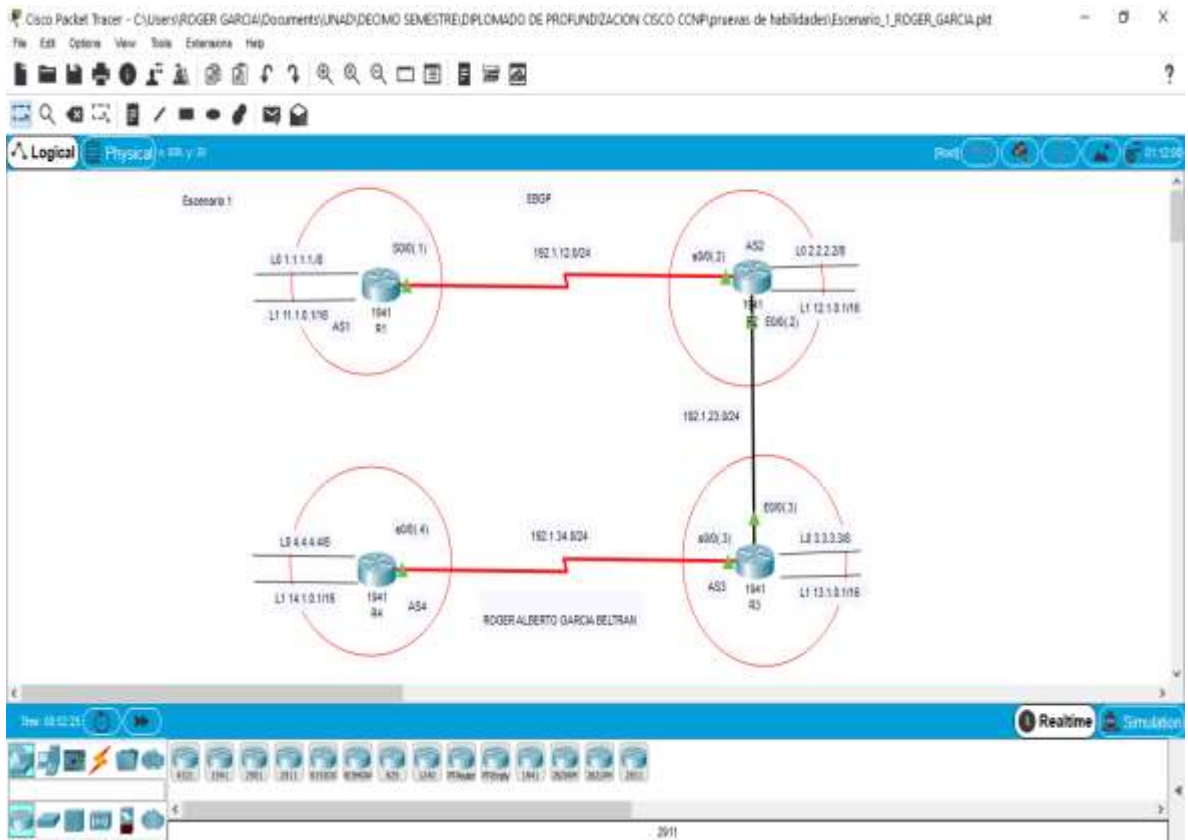 Cisco Packet Tracer - C:\Users\ROGER GARCIA\Documents\UNAD\DECIMO SEMESTRE\DIPLOMADO DE PROFUNDIZACION CISCO CCNP\pruevas de habilidades\Escenario_1_ROGER_GARCIA.pkt
File Edit Options View Tools Extensions Help
Logical Physical
Escenario 1
EBGP
S0/0(.1)
192.1.12.0/24
s0/0(.2)
AS2
L0 2.2.2.2/8
L0 1.1.1.1/8
1941
L1 11.1.0.1/16
AS1
R1
1941
L1 12.1.0.1/16
E0/0(.2)
192.1.23.0/24
E0/0(.3)
s0/0(.4)
192.1.34.0/24
s0/0(.3)
L0 4.4.4.4/8
L0 3.3.3.3/8
L1 14.1.0.1/16
1941
R4
AS4
ROGER ALBERTO GARCIA BELTRAN
AS3
1941
R3
L1 13.1.0.1/16
Realtime Simulation
1941 2901 2911
2911